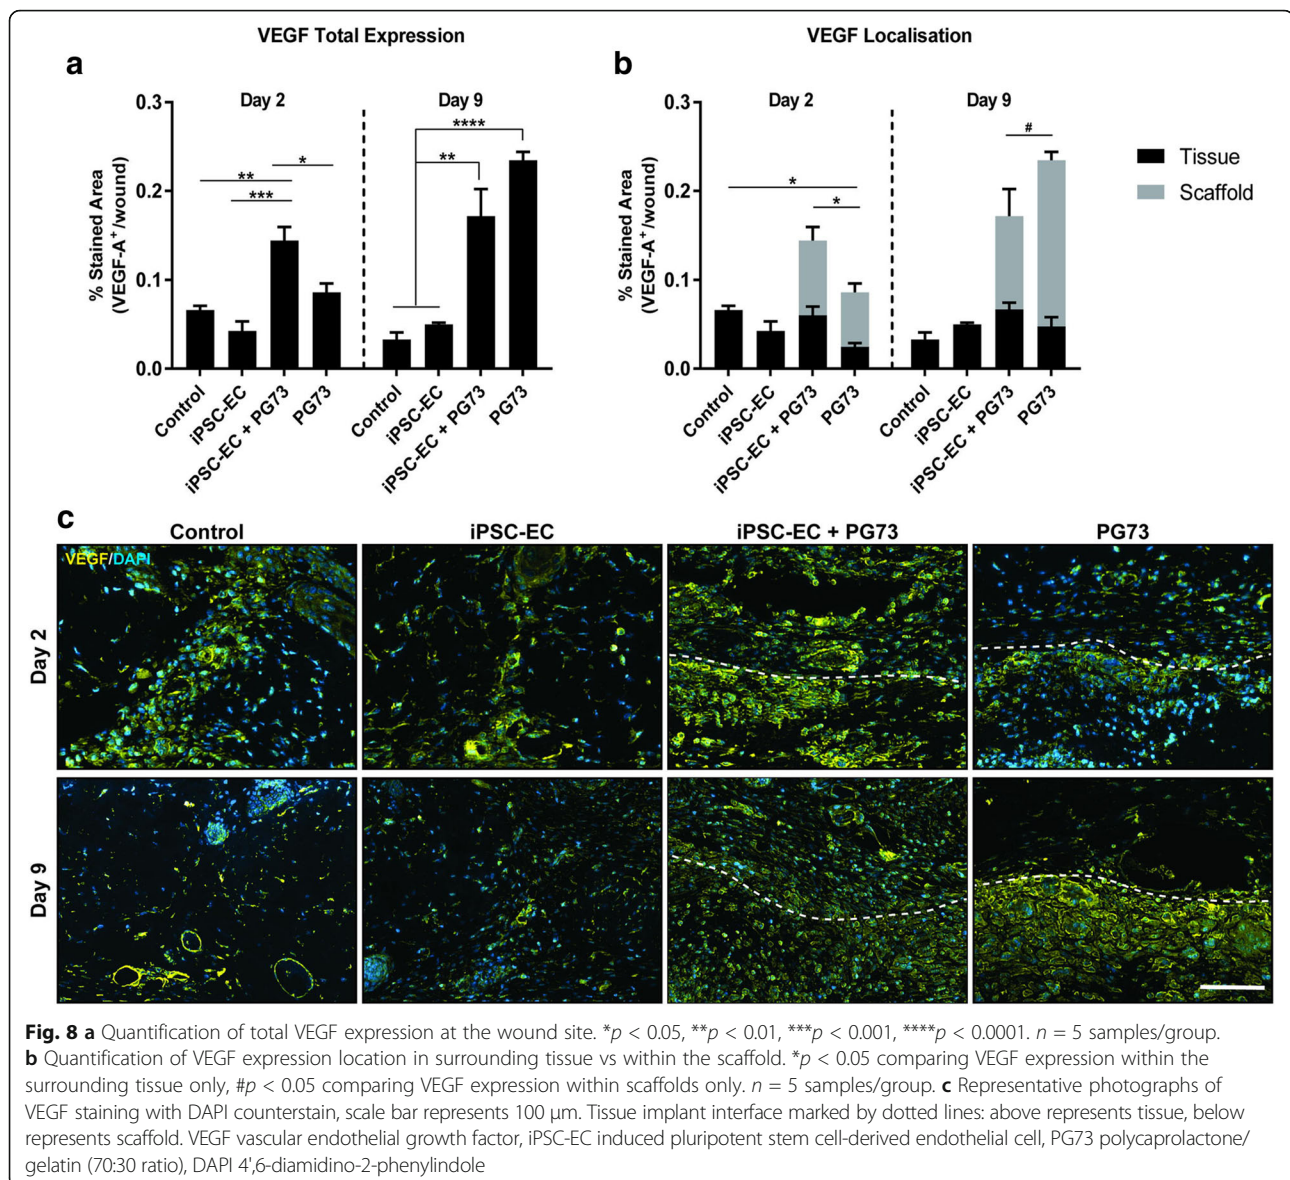 VEGF Total Expression
a
Day 2
Day 9
% Stained Area
(VEGF-A+/wound)
0.3
0.2
0.1
0.0
**
***
*
**
****
Control
iPSC-EC
iPSC-EC + PG73
PG73
Control
iPSC-EC
iPSC-EC + PG73
PG73
VEGF Localisation
b
Day 2
Day 9
% Stained Area
(VEGF-A+/wound)
0.3
0.2
0.1
0.0
*
*
#
Control
iPSC-EC
iPSC-EC + PG73
PG73
Control
iPSC-EC
iPSC-EC + PG73
PG73
Tissue
Scaffold
c
Control
iPSC-EC
iPSC-EC + PG73
PG73
VEGF/DAPI
Day 2
Day 9
Fig. 8 a Quantification of total VEGF expression at the wound site. *p < 0.05, **p < 0.01, ***p < 0.001, ****p < 0.0001. n = 5 samples/group.
b Quantification of VEGF expression location in surrounding tissue vs within the scaffold. *p < 0.05 comparing VEGF expression within the
surrounding tissue only, #p < 0.05 comparing VEGF expression within scaffolds only. n = 5 samples/group. c Representative photographs of
VEGF staining with DAPI counterstain, scale bar represents 100 μm. Tissue implant interface marked by dotted lines: above represents tissue, below
represents scaffold. VEGF vascular endothelial growth factor, iPSC-EC induced pluripotent stem cell-derived endothelial cell, PG73 polycaprolactone/
gelatin (70:30 ratio), DAPI 4',6-diamidino-2-phenylindole